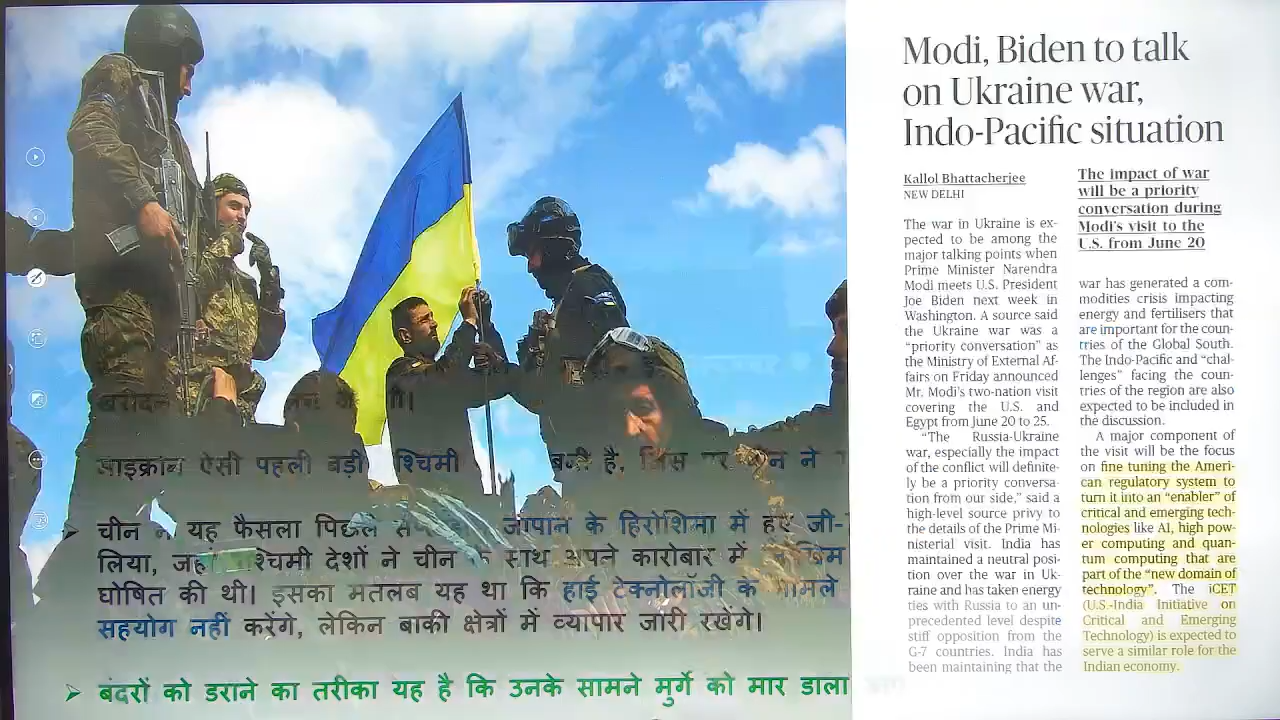 Modi, Biden to talk
on Ukraine war,
Indo-Pacific situation
Kallol Bhattacherjee
NEW DELHI
The war in Ukraine is ex-
pected to be among the
major talking points when
Prime Minister Narendra
Modi meets U.S. President
Joe Biden next week in
Washington. A source said
the Ukraine war was a
“priority conversation” as
the Ministry of External Af-
fairs on Friday announced
Mr. Modi's two-nation visit
covering the U.S. and
Egypt from June 20 to 25.
“The Russia-Ukraine
war, especially the impact
of the conflict will definite-
ly be a priority conversa-
tion from our side,” said a
high-level source privy to
the details of the Prime Mi-
nisterial visit. India has
maintained a neutral posi-
tion over the war in Uk-
raine and has taken energy
ties with Russia to an un-
precedented level despite
stiff opposition from the
G-7 countries. India has
been maintaining that the
The impact of war
will be a priority
conversation during
Modi's visit to the
U.S. from June 20
war has generated a com-
modities crisis impacting
energy and fertilisers that
are important for the coun-
tries of the Global South.
The Indo-Pacific and “chal-
lenges” facing the coun-
tries of the region are also
expected to be included in
the discussion.
A major component of
the visit will be the focus
on fine tuning the Ameri-
can regulatory system to
turn it into an “enabler” of
critical and emerging tech-
nologies like AI, high pow-
er computing and quan-
tum computing that are
part of the “new domain of
technology”. The iCET
(U.S.-India Initiative on
Critical and Emerging
Technology) is expected to
serve a similar role for the
Indian economy.
ऐसी पहली बड़ी है, ने
चीन ने यह फैसला पिछले जापान के हिरोशिमा में हुए
लिया, देशों ने चीन के साथ अपने कारोबार में
घोषित की थी। इसका मतलब यह था कि हाई टेक्नोलॉजी के
सहयोग नहीं करेंगे, लेकिन बाकी क्षेत्रों में व्यापार जारी रखेंगे।
बंदरों को डराने का तरीका यह है कि उनके सामने मुर्गे को मार डाला